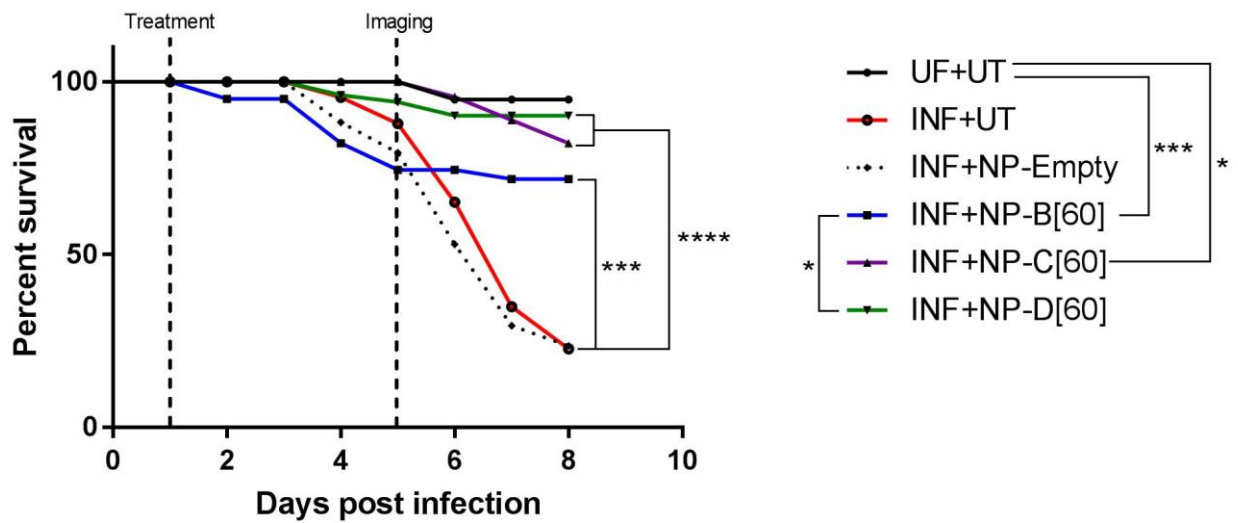 Treatment
Imaging
100
50
0
0 2 4 6 8 10
Percent survival
Days post infection
***
****
UF+UT
INF+UT
INF+NP-Empty
INF+NP-B[60]
INF+NP-C[60]
INF+NP-D[60]
***
*
*